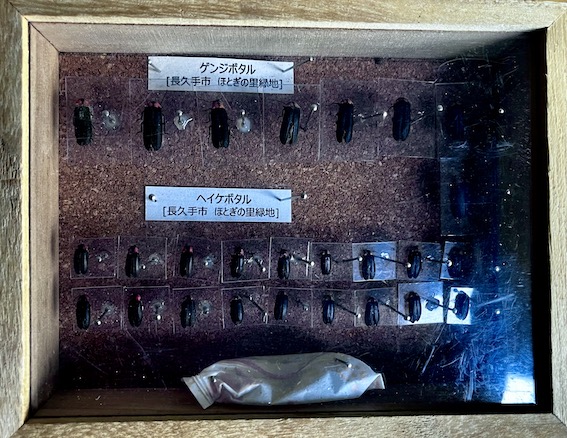 ゲンジボタル
[長久手市 ほとぎの里緑地]
ヘイケボタル
[長久手市 ほとぎの里緑地]